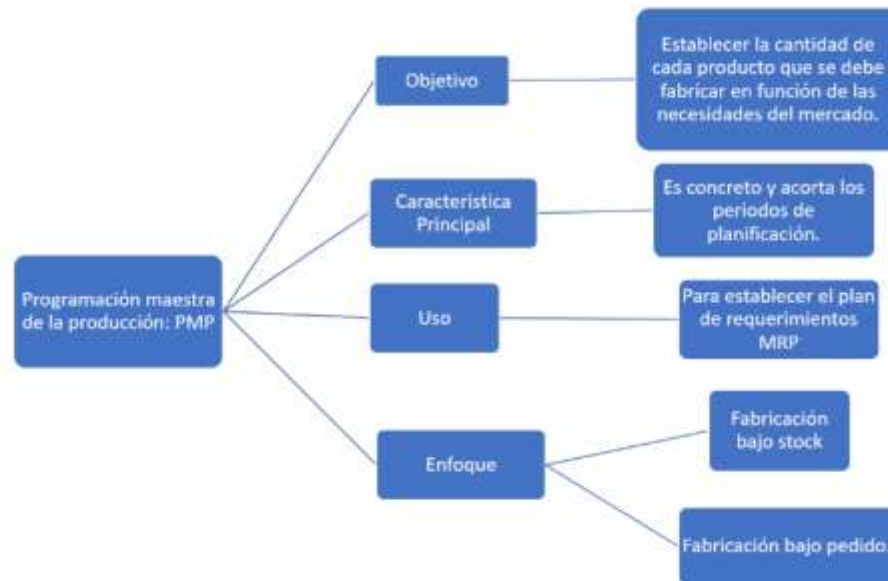 Programación maestra
de la producción: PMP
Objetivo
Establecer la cantidad de
cada producto que se debe
fabricar en función de las
necesidades del mercado.
Caracteristica
Principal
Es concreto y acorta los
periodos de
planificación.
Uso
Para establecer el plan
de requerimientos
MRP
Enfoque
Fabricación
bajo stock
Fabricación bajo pedido.